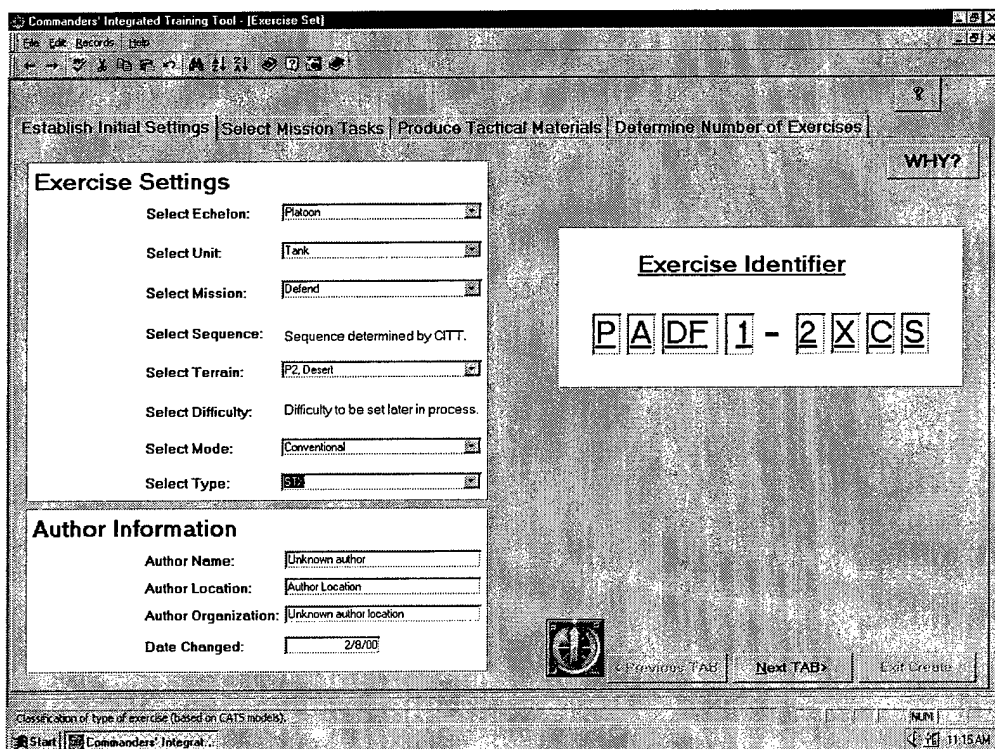 Commanders' Integrated Training Tool - [Exercise Set]
File Edit Records Help
?
Establish Initial Settings Select Mission Tasks Produce Tactical Materials Determine Number of Exercises
WHY?
Exercise Settings
Select Echelon: Platoon
Select Unit: Tank
Select Mission: Defend
Select Sequence: Sequence determined by CITT.
Select Terrain: P2, Desert
Select Difficulty: Difficulty to be set later in process.
Select Mode: Conventional
Select Type: STX
Exercise Identifier
P A DF 1 - 2 X C S
Author Information
Author Name: Unknown author
Author Location: Author Location
Author Organization: Unknown author location
Date Changed: 2/8/00
<Previous TAB Next TAB> Exit Create
Classification of type of exercise (based on CATS models).
NUM
Start Commanders' Integrat...
11:15 AM